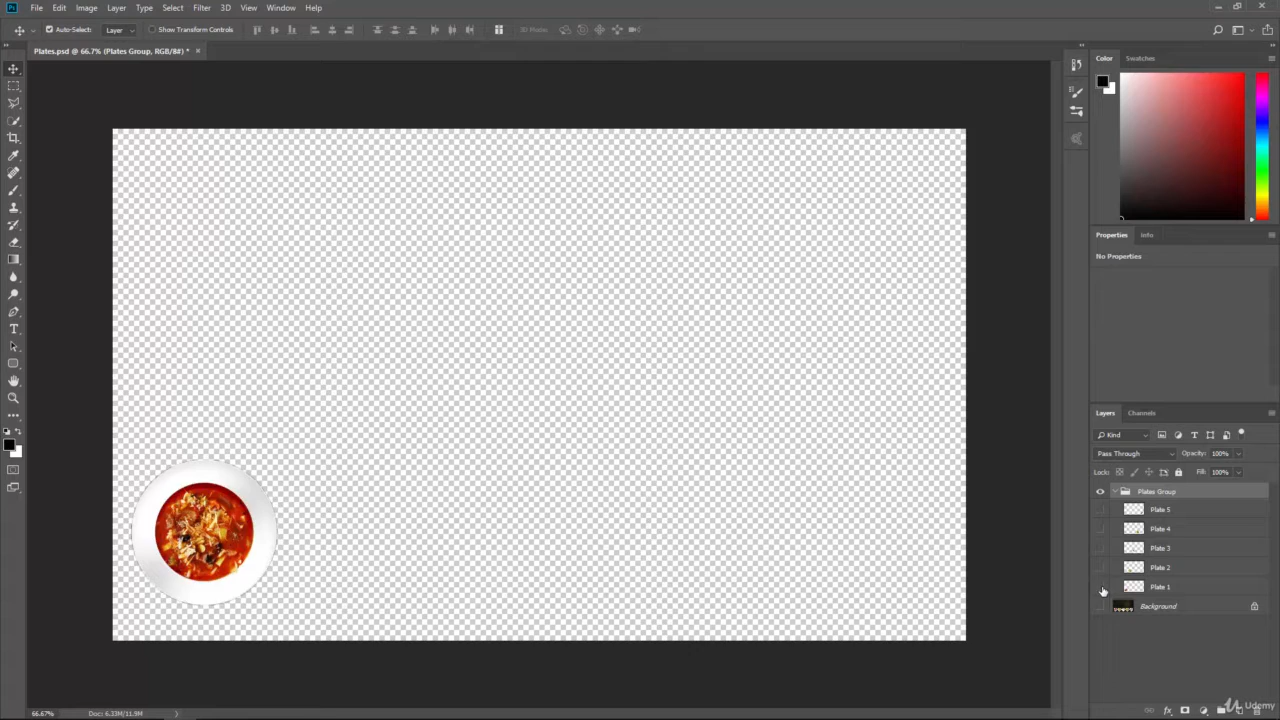 Ps File Edit Image Layer Type Select Filter 3D View Window Help
Auto-Select: Layer Show Transform Controls 3D Mode:
Plates.psd @ 66.7% (Plates Group, RGB/8#) * ×
Color Swatches
Properties Info
No Properties
Layers Channels
Kind
Pass Through Opacity: 100%
Lock: Fill: 100%
Plates Group
Plate 5
Plate 4
Plate 3
Plate 2
Plate 1
Background
66.67% Doc: 6.33M/11.9M
Udemy